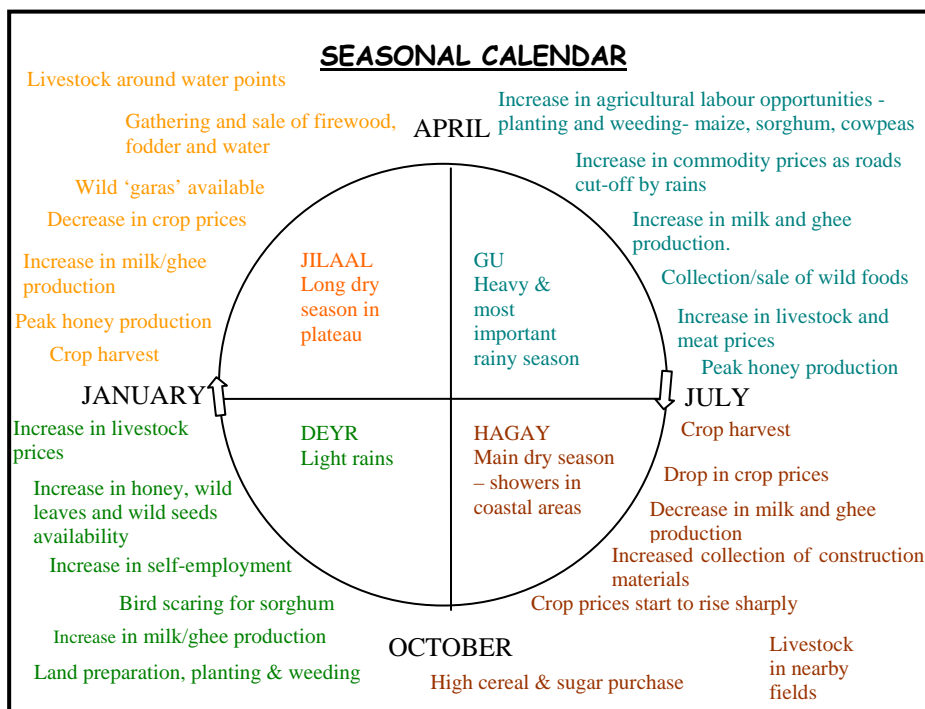 SEASONAL CALENDAR
Livestock around water points
Gathering and sale of firewood,
fodder and water
Wild ‘garas’ available
Decrease in crop prices
Increase in milk/ghee
production
Peak honey production
Crop harvest
APRIL
Increase in agricultural labour opportunities -
planting and weeding- maize, sorghum, cowpeas
Increase in commodity prices as roads
cut-off by rains
Increase in milk and ghee
production.
Collection/sale of wild foods
Increase in livestock and
meat prices
Peak honey production
JILAAL
Long dry
season in
plateau
GU
Heavy &
most
important
rainy season
JANUARY
JULY
DEYR
Light rains
HAGAY
Main dry season
– showers in
coastal areas
Increase in livestock
prices
Increase in honey, wild
leaves and wild seeds
availability
Increase in self-employment
Bird scaring for sorghum
Increase in milk/ghee production
Land preparation, planting & weeding
Crop harvest
Drop in crop prices
Decrease in milk and ghee
production
Increased collection of construction
materials
Crop prices start to rise sharply
OCTOBER
High cereal & sugar purchase
Livestock
in nearby
fields